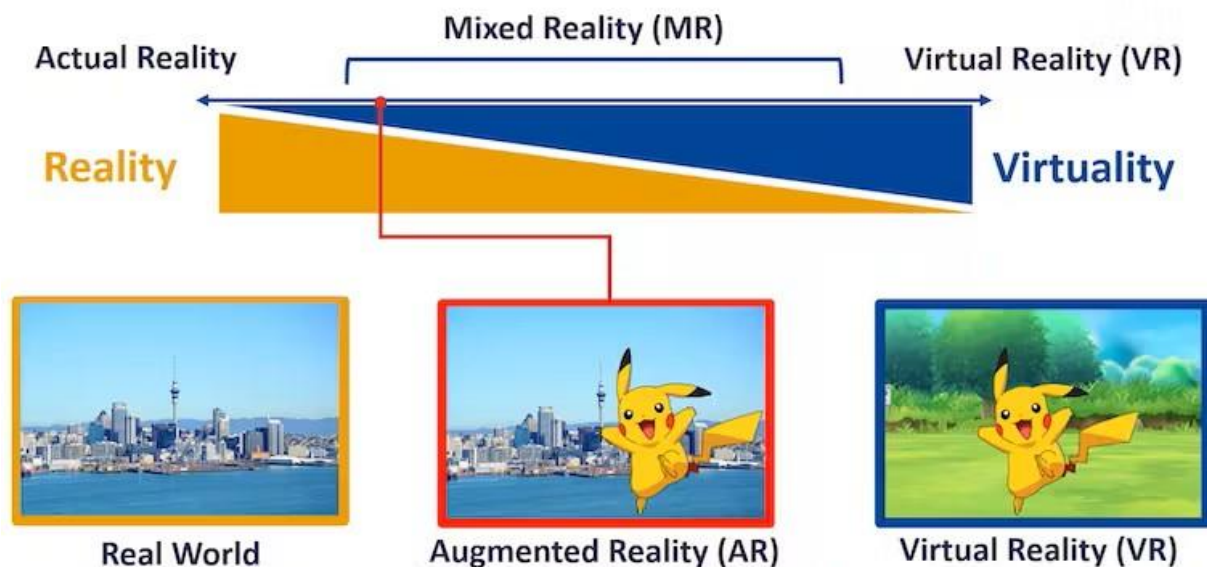 Mixed Reality (MR)
Actual Reality
Virtual Reality (VR)
Reality
Virtuality
Real World
Augmented Reality (AR)
Virtual Reality (VR)